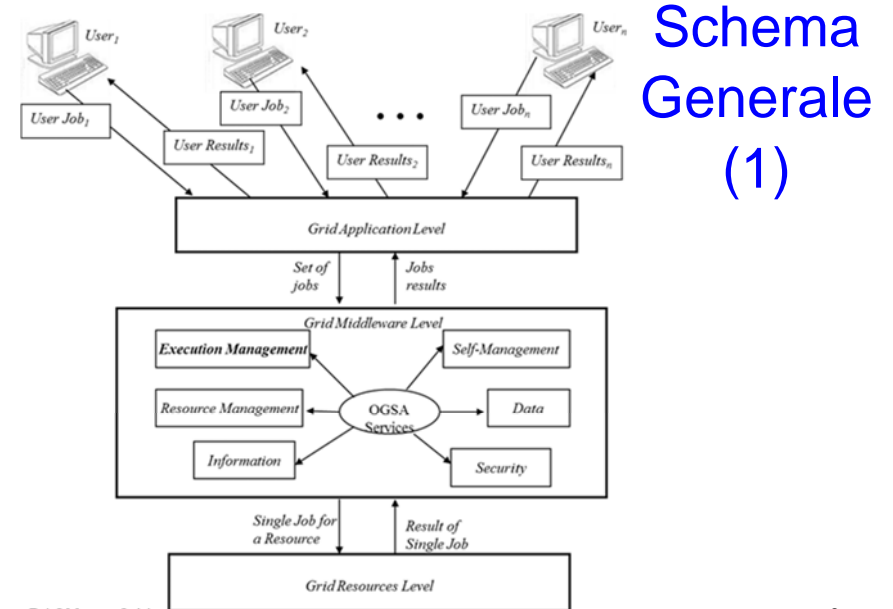 Schema
Generale
(1)
User1
User2
Usern
User Job1
User Results1
User Job2
• • •
User Results2
User Jobn
User Resultsn
Grid Application Level
Set of
jobs
Jobs
results
Grid Middleware Level
Execution Management
Self-Management
Resource Management
OGSA
Services
Data
Information
Security
Single Job for
a Resource
Result of
Single Job
Grid Resources Level